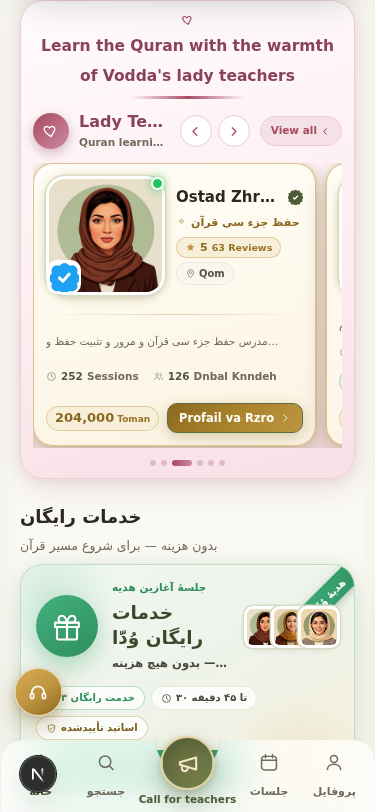 Learn the Quran with the warmth
of Vodda's lady teachers
Lady Te...
Quran learni...
View all
Ostad Zhr...
حفظ جزء سی قرآن
5 63 Reviews
Qom
مدرس حفظ جزء سی قرآن و مرور و تثبیت حفظ و...
252 Sessions
126 Dnbal Knndeh
204,000 Toman
Profail va Rzro
خدمات رایگان
بدون هزینه — برای شروع مسیر قرآن
جلسهٔ آغازین هدیه
خدمات
رایگان وُدّا
— بدون هیچ هزینه...
خدمت رایگان
۳۰ تا ۴۵ دقیقه
اساتید تأییدشده
خانه
جستجو
Call for teachers
جلسات
پروفایل